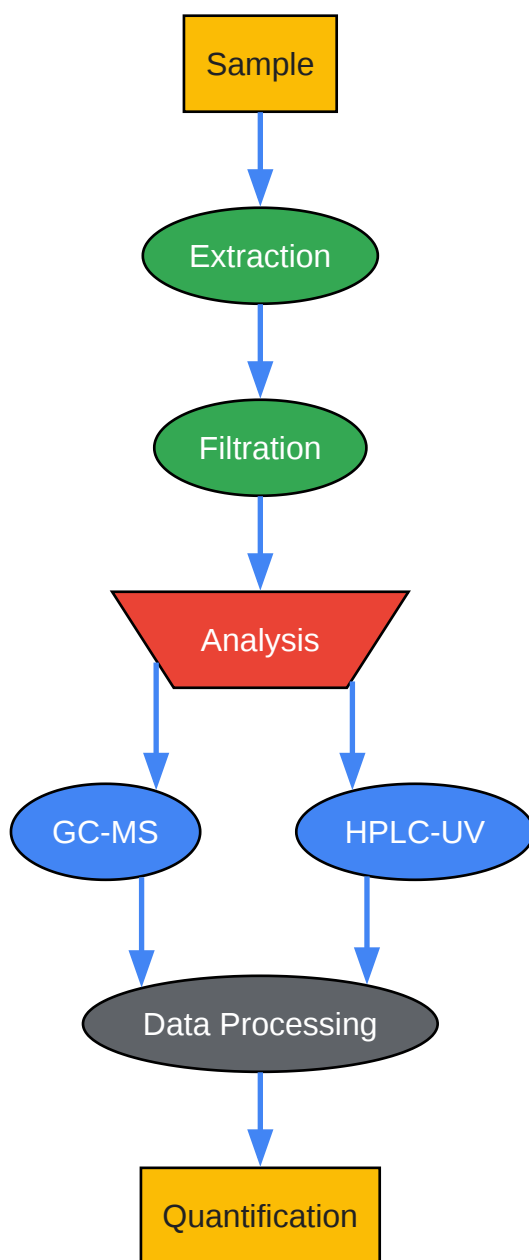 Sample
Extraction
Filtration
Analysis
GC-MS
HPLC-UV
Data Processing
Quantification